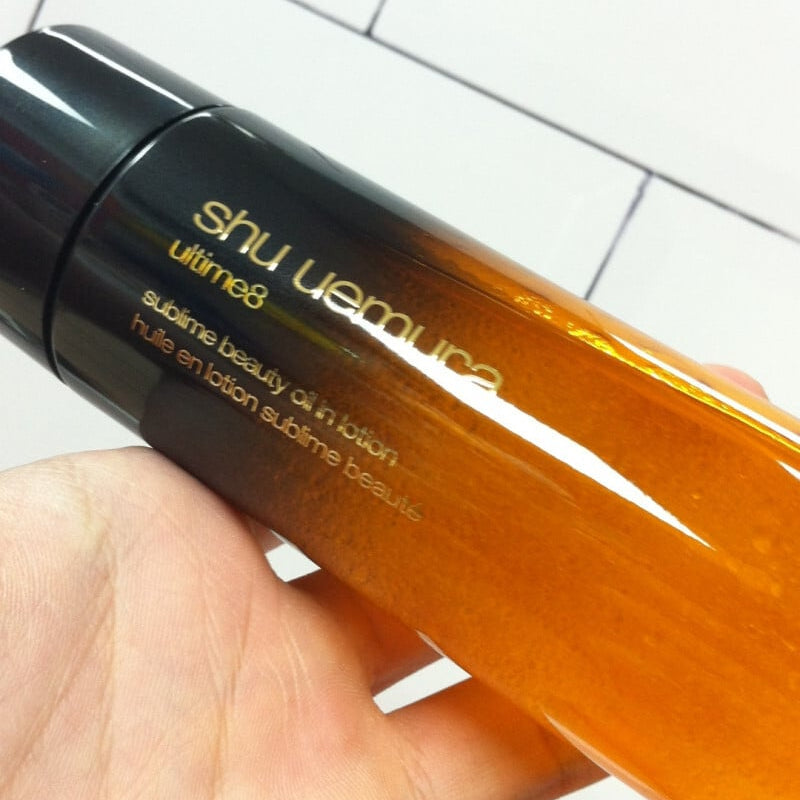 shu uemura
ultime8
sublime beauty oil in lotion
huile en lotion sublime beauté